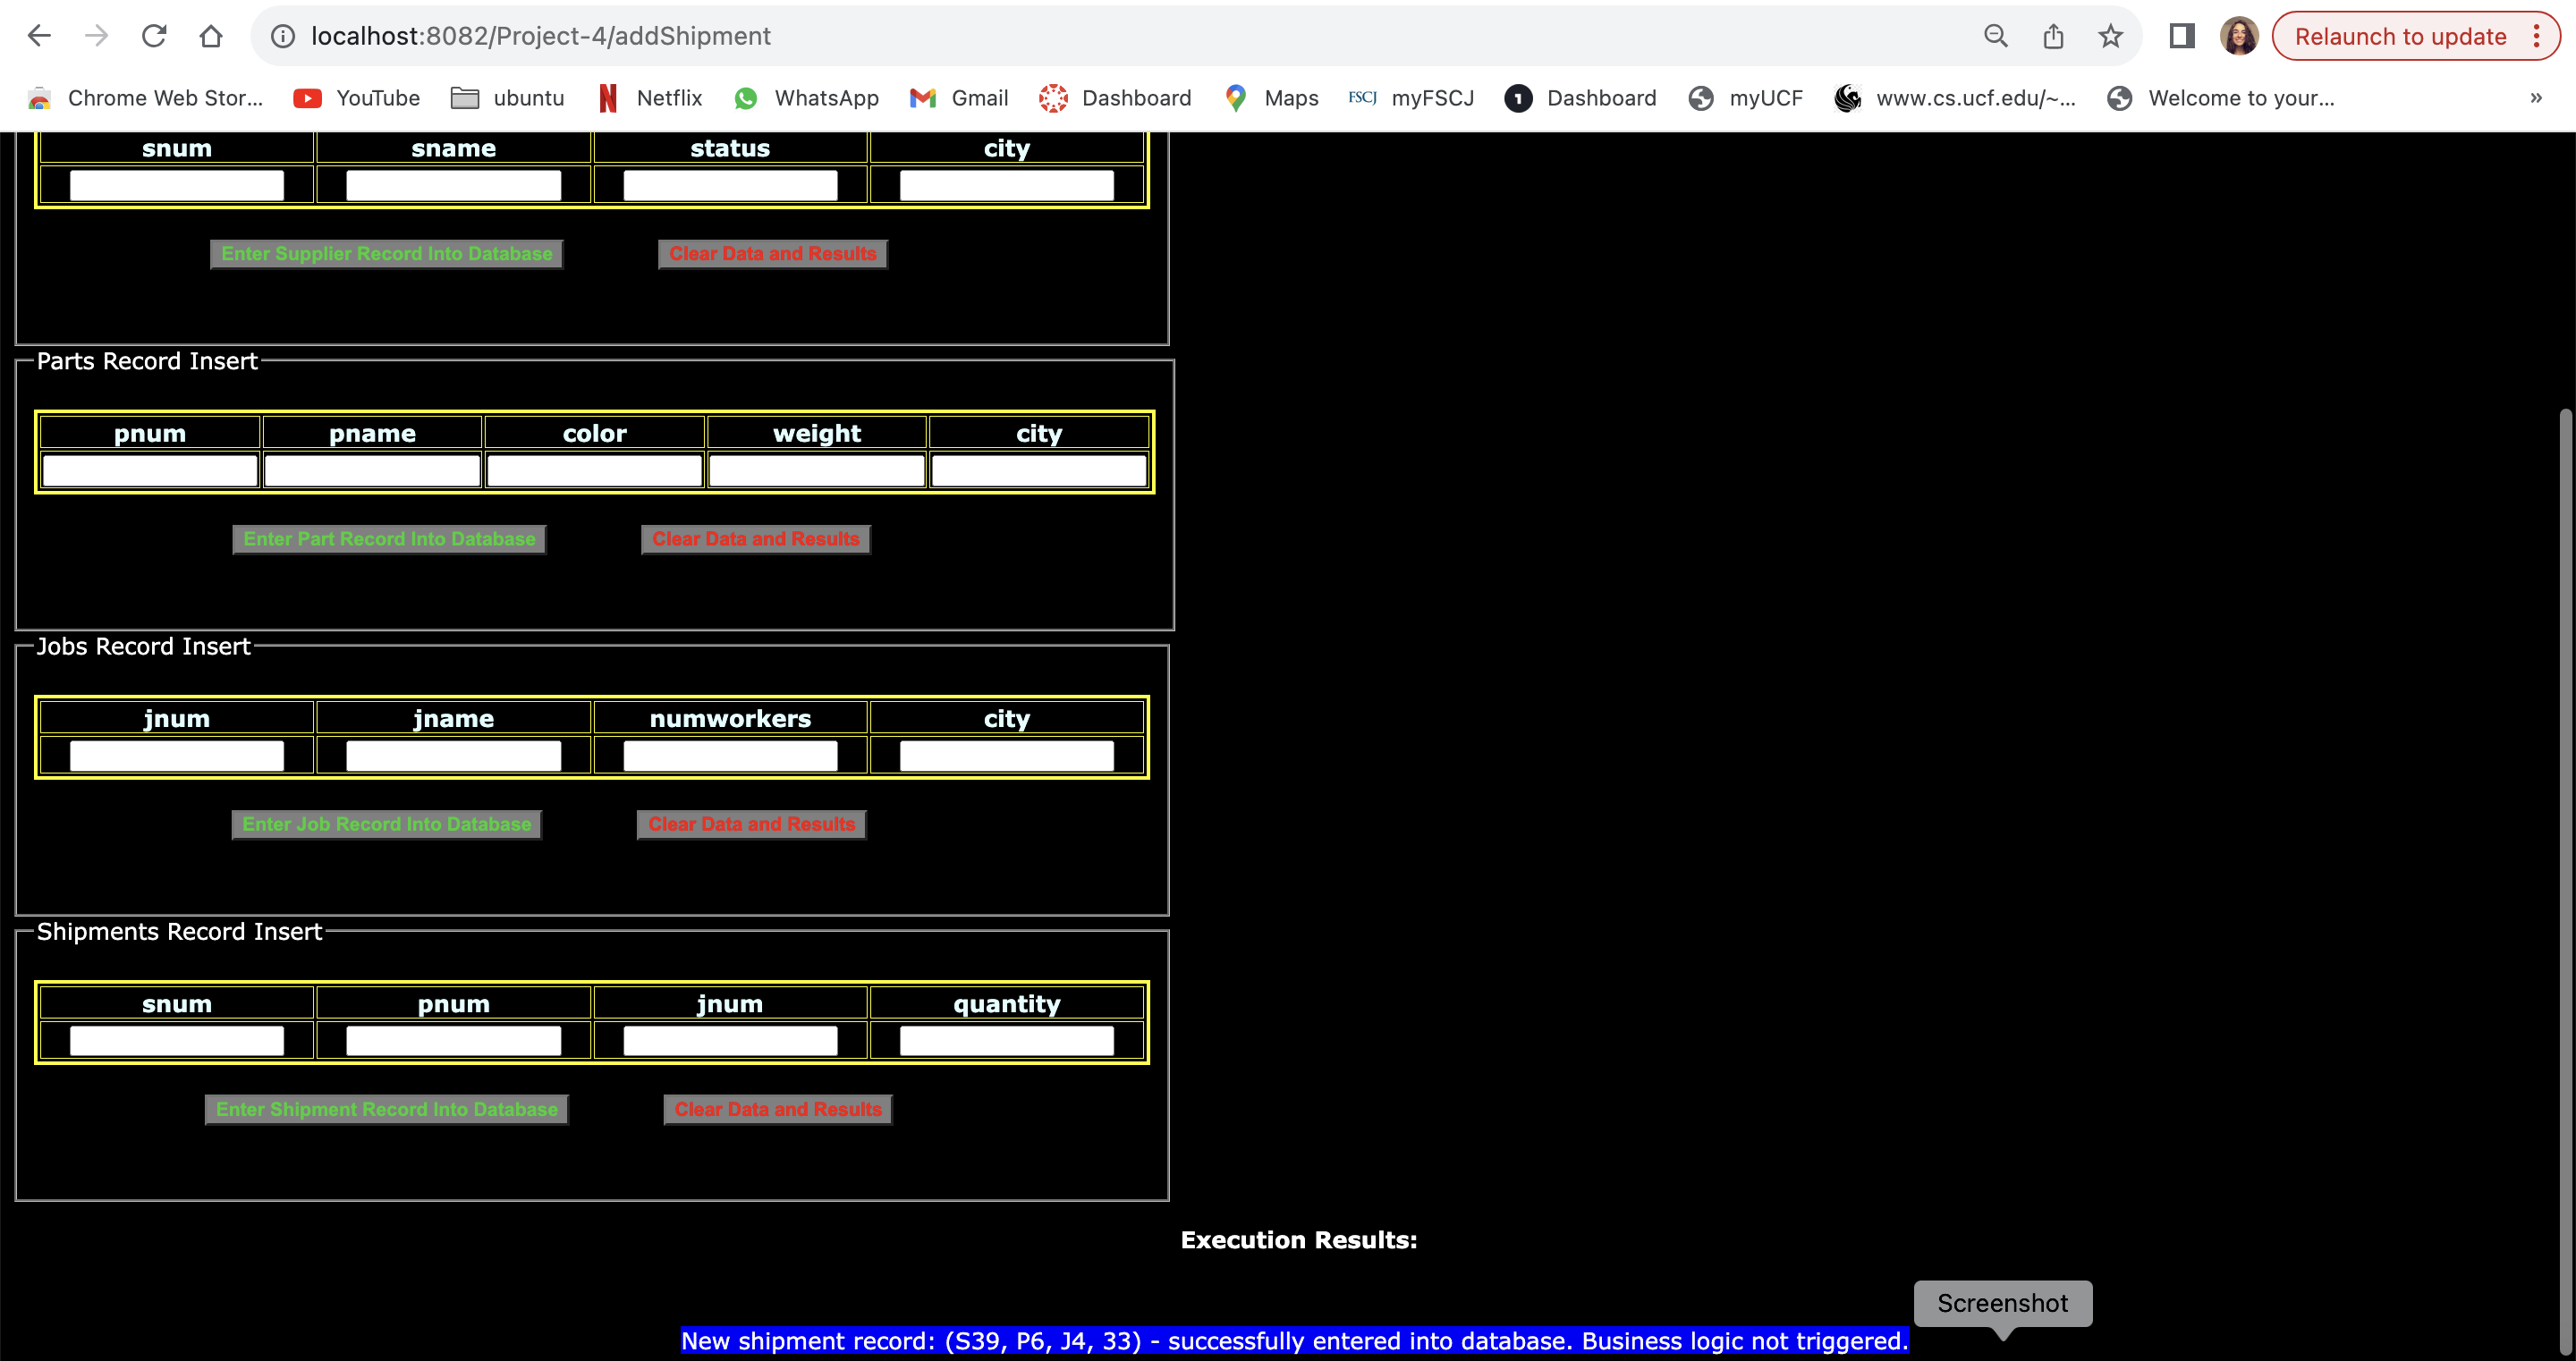 localhost:8082/Project-4/addShipment
Relaunch to update
Chrome Web Stor... YouTube ubuntu Netflix WhatsApp Gmail Dashboard Maps FSCJ myFSCJ 1 Dashboard myUCF www.cs.ucf.edu/~... Welcome to your... »
snum sname status city
Enter Supplier Record Into Database Clear Data and Results
Parts Record Insert
pnum pname color weight city
Enter Part Record Into Database Clear Data and Results
Jobs Record Insert
jnum jname numworkers city
Enter Job Record Into Database Clear Data and Results
Shipments Record Insert
snum pnum jnum quantity
Enter Shipment Record Into Database Clear Data and Results
Execution Results:
Screenshot
New shipment record: (S39, P6, J4, 33) - successfully entered into database. Business logic not triggered.